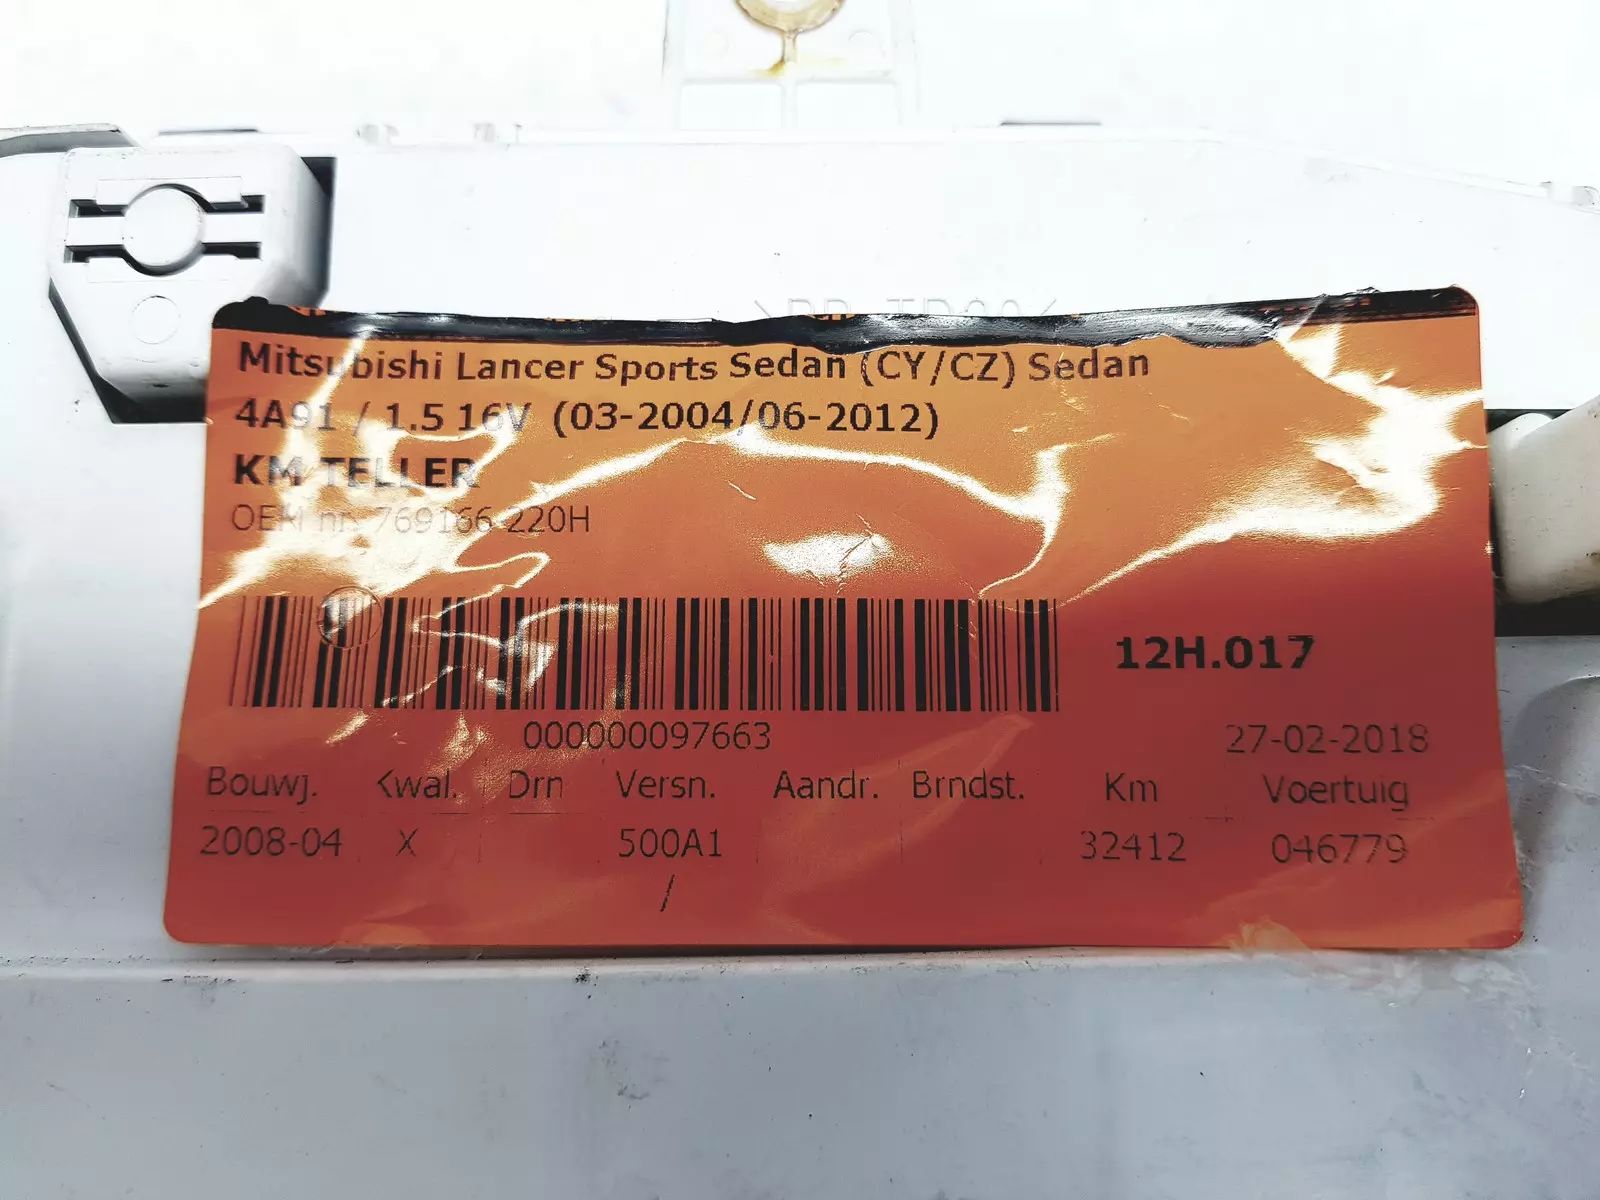 Mitsubishi Lancer Sports Sedan (CY/CZ) Sedan
4A91 / 1.5 16V (03-2004/06-2012)
KM TELLER
OEM nr. 769166 220H
12H.017
000000097663
27-02-2018
Bouwj. Kwal. Drn Versn. Aandr. Brndst. Km Voertuig
2008-04 X 500A1 32412 046779
/